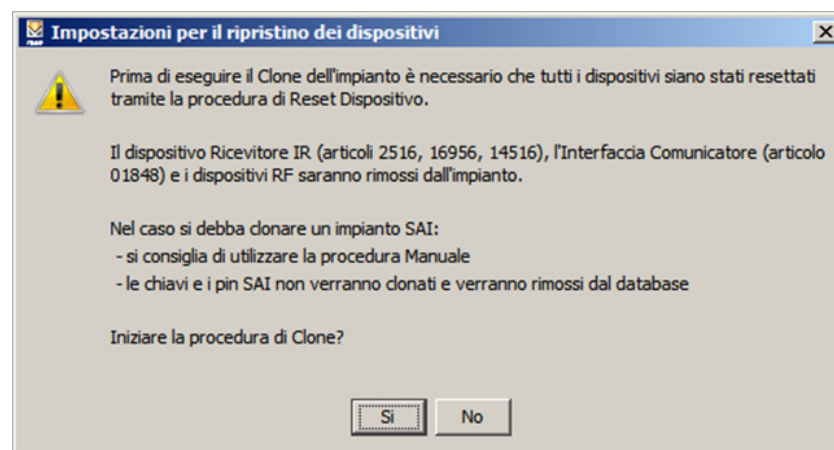 Impostazioni per il ripristino dei dispositivi
Prima di eseguire il Clone dell'impianto è necessario che tutti i dispositivi siano stati resettati
tramite la procedura di Reset Dispositivo.
Il dispositivo Ricevitore IR (articoli 2516, 16956, 14516), l'Interfaccia Comunicatore (articolo
01848) e i dispositivi RF saranno rimossi dall'impianto.
Nel caso si debba clonare un impianto SAI:
- si consiglia di utilizzare la procedura Manuale
- le chiavi e i pin SAI non verranno clonati e verranno rimossi dal database
Iniziare la procedura di Clone?
Si
No